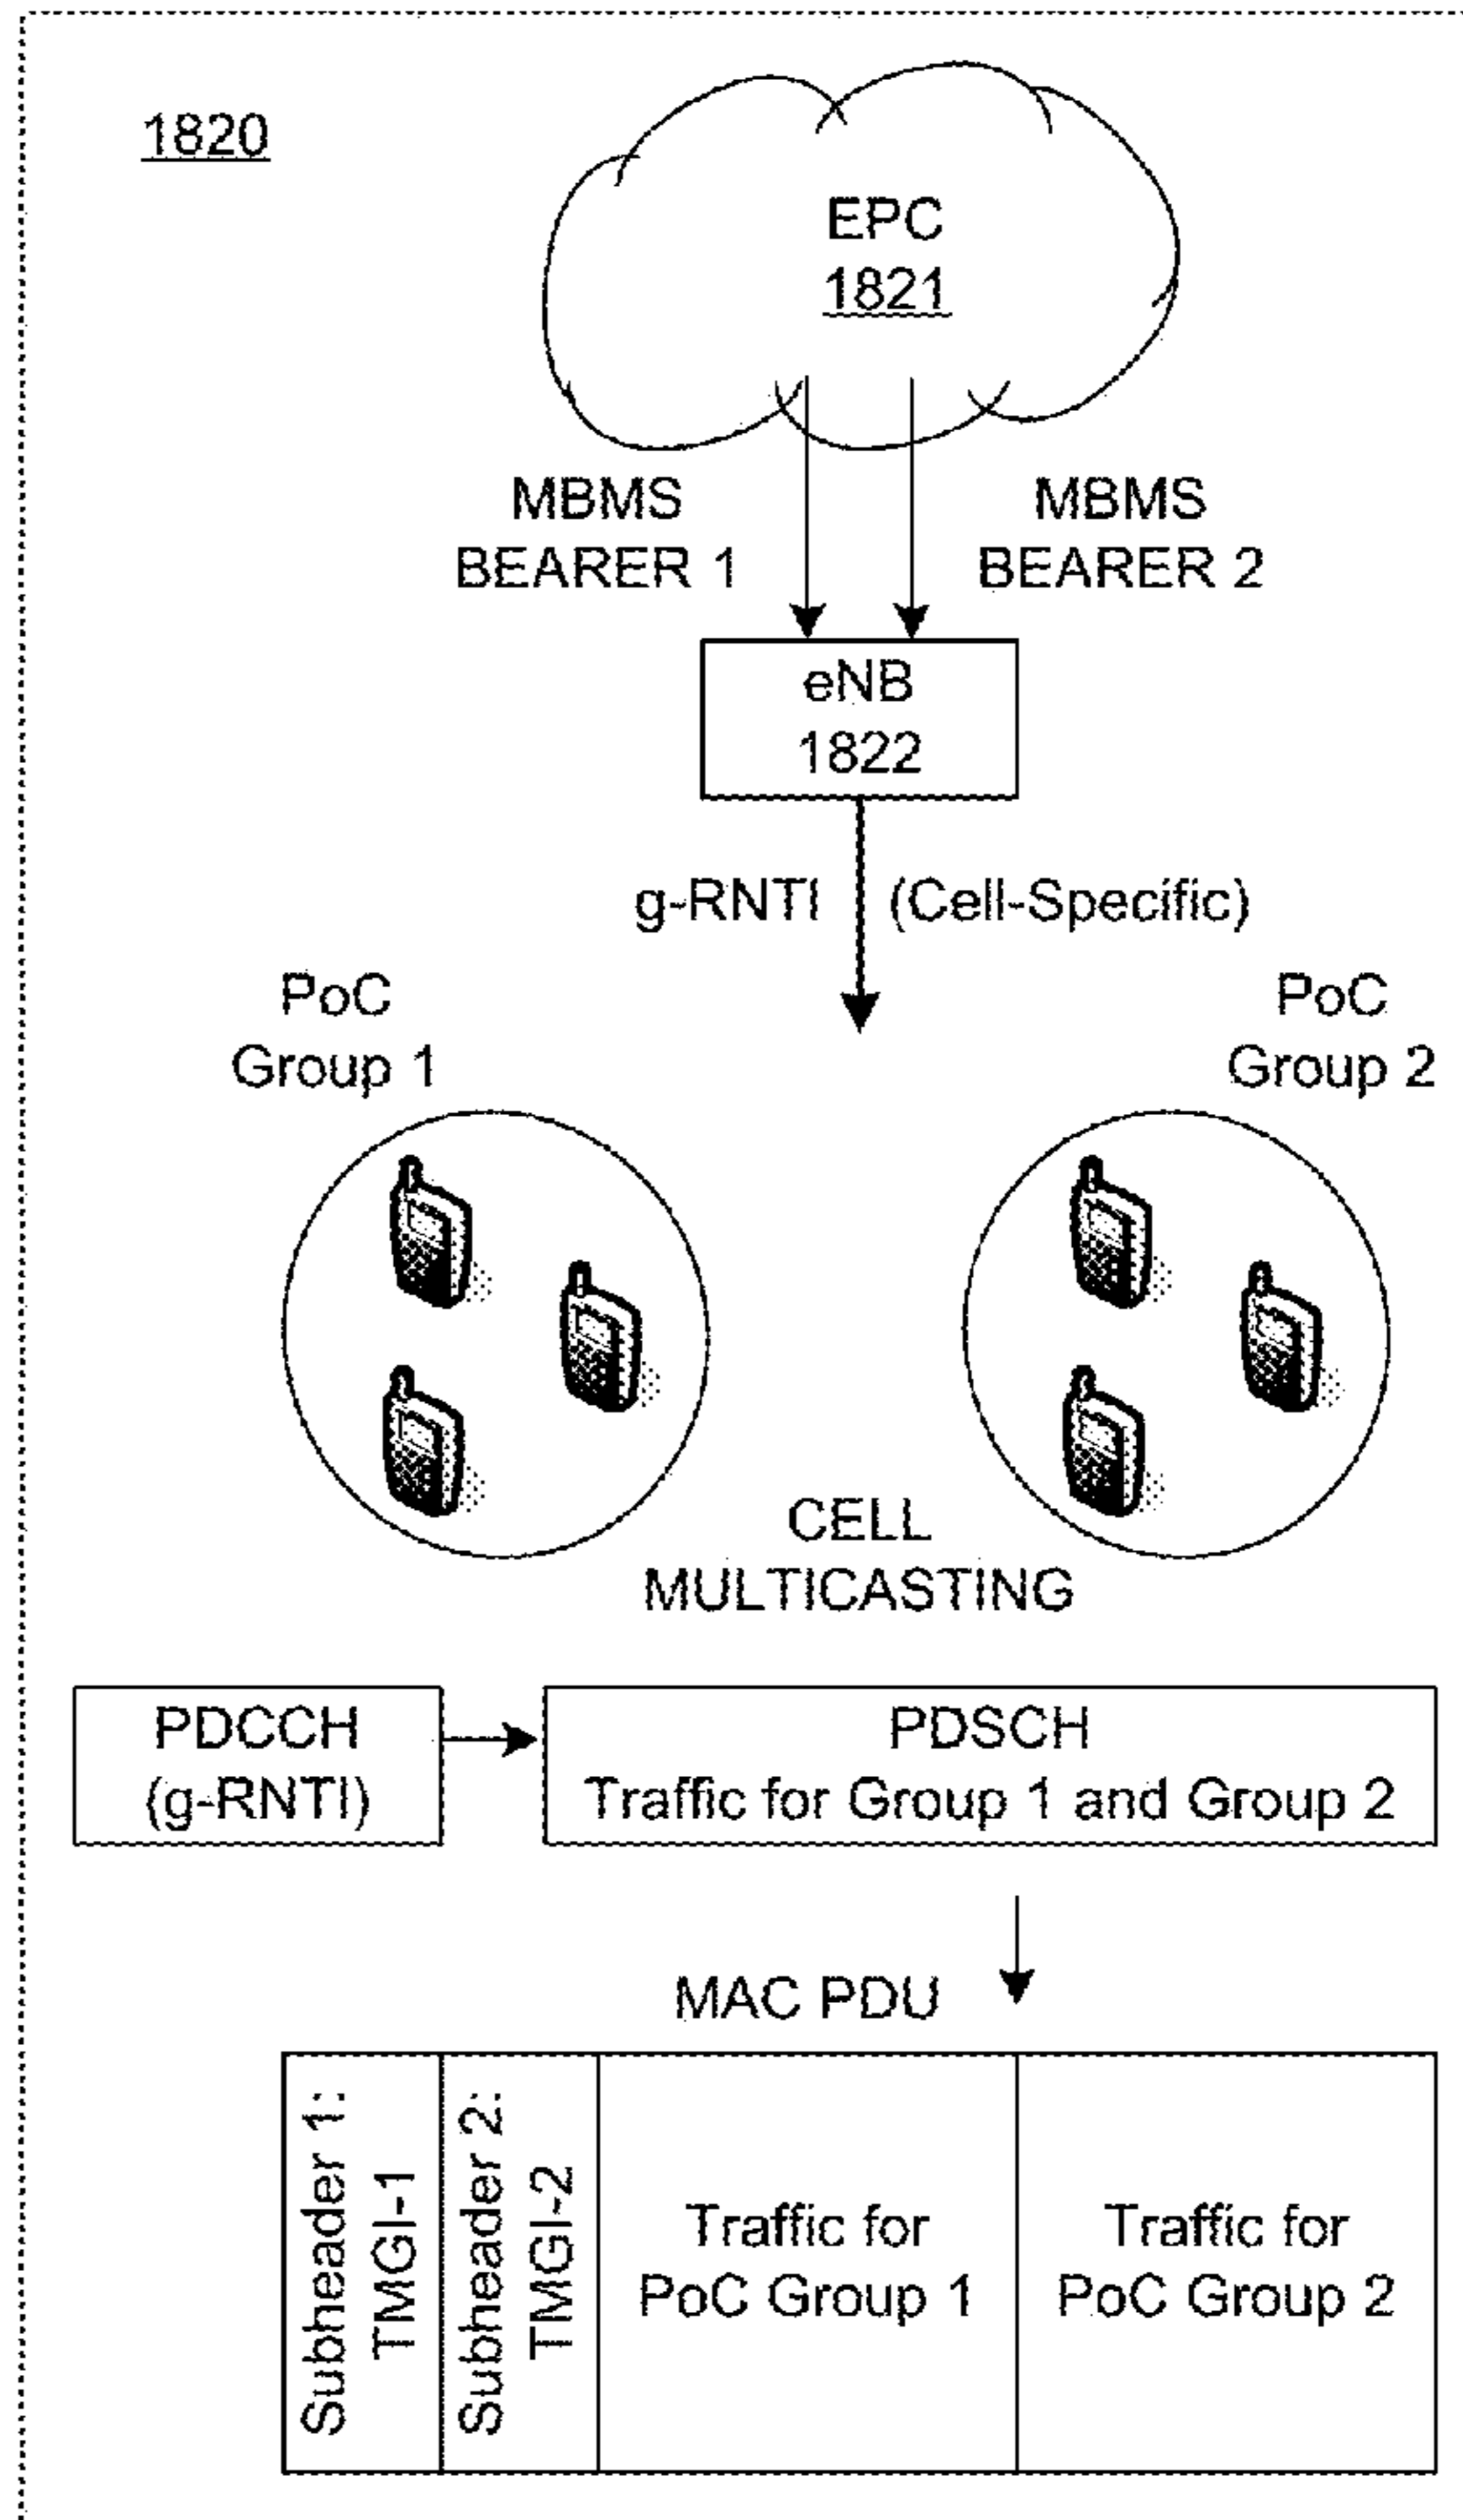 1820
EPC
1821
MBMS
BEARER 1
MBMS
BEARER 2
eNB
1822
g-RNTI
(Cell-Specific)
PoC
Group 1
PoC
Group 2
CELL
MULTICASTING
PDCCH
(g-RNTI)
PDSCH
Traffic for Group 1 and Group 2
MAC PDU
Subheader 1:
TMGI-1
Subheader 2:
TMGI-2
Traffic for
PoC Group 1
Traffic for
PoC Group 2